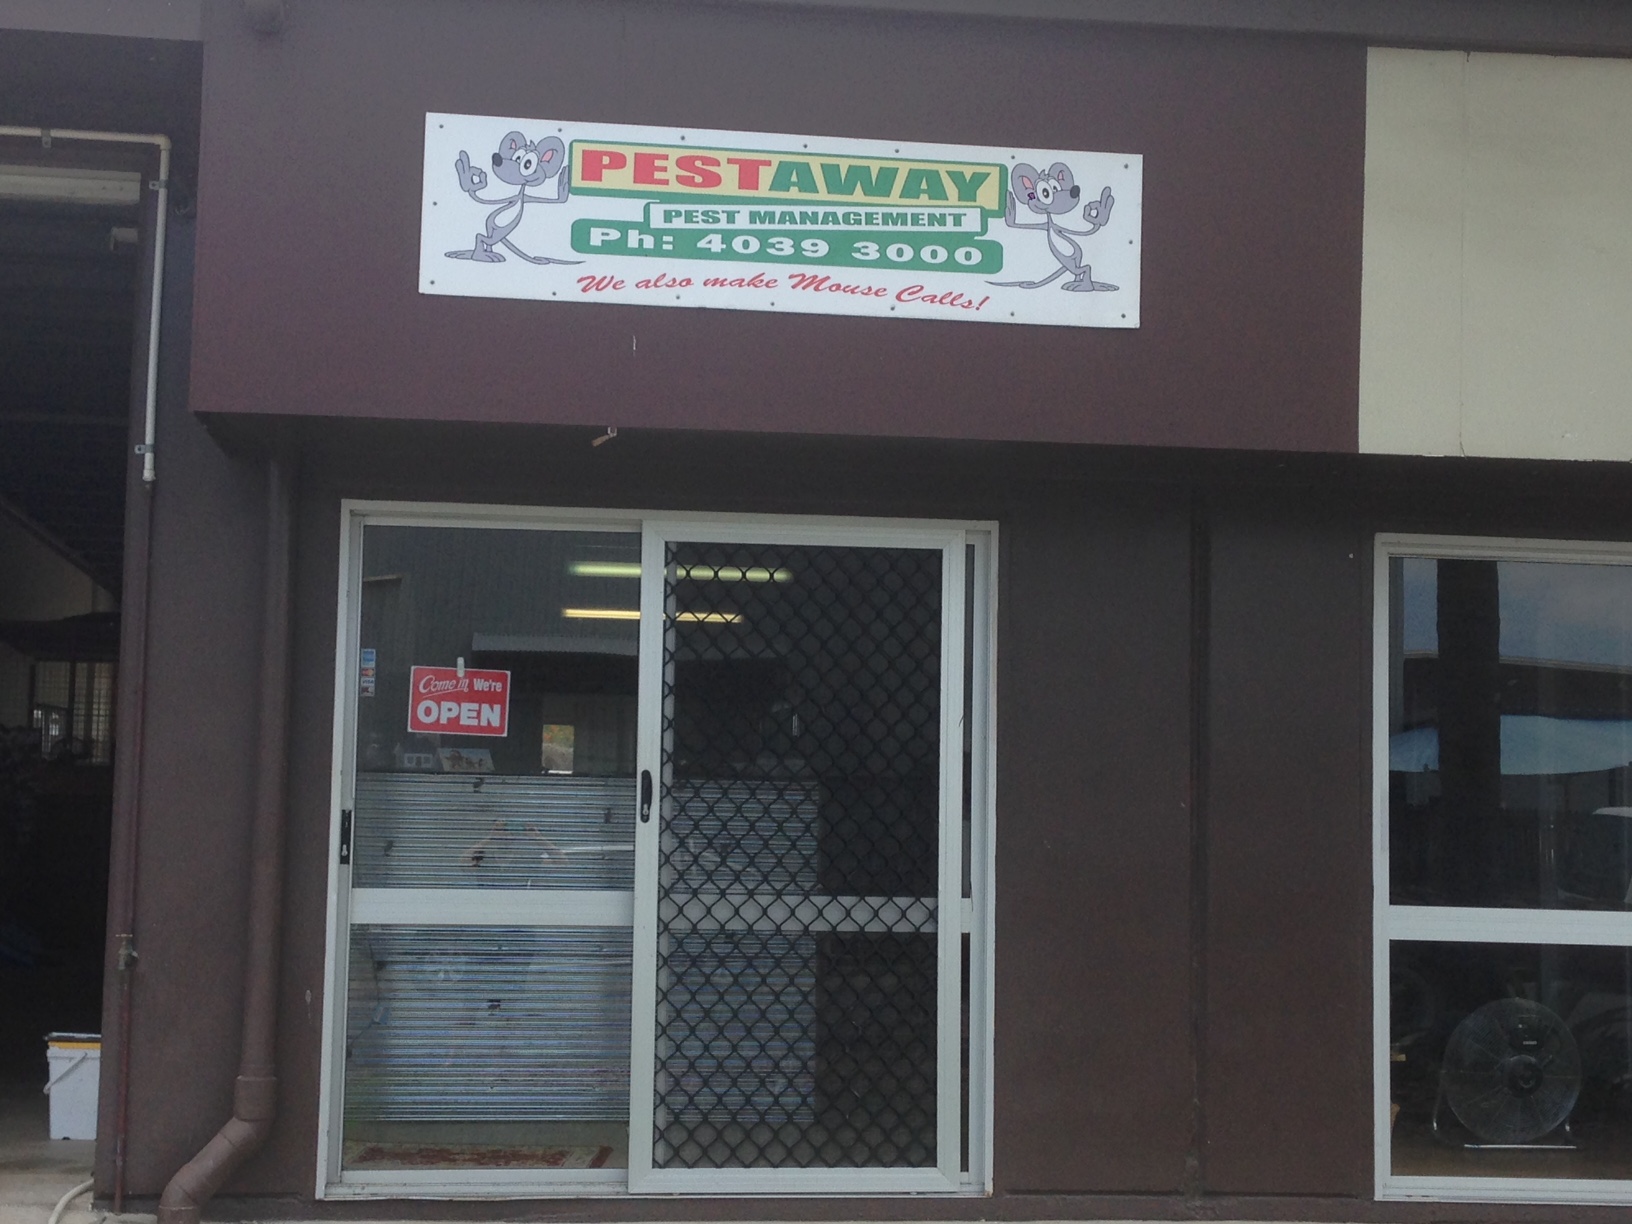 PESTAWAY
PEST MANAGEMENT
Ph: 4039 3000
We also make Mouse Calls!
Come in We're
OPEN